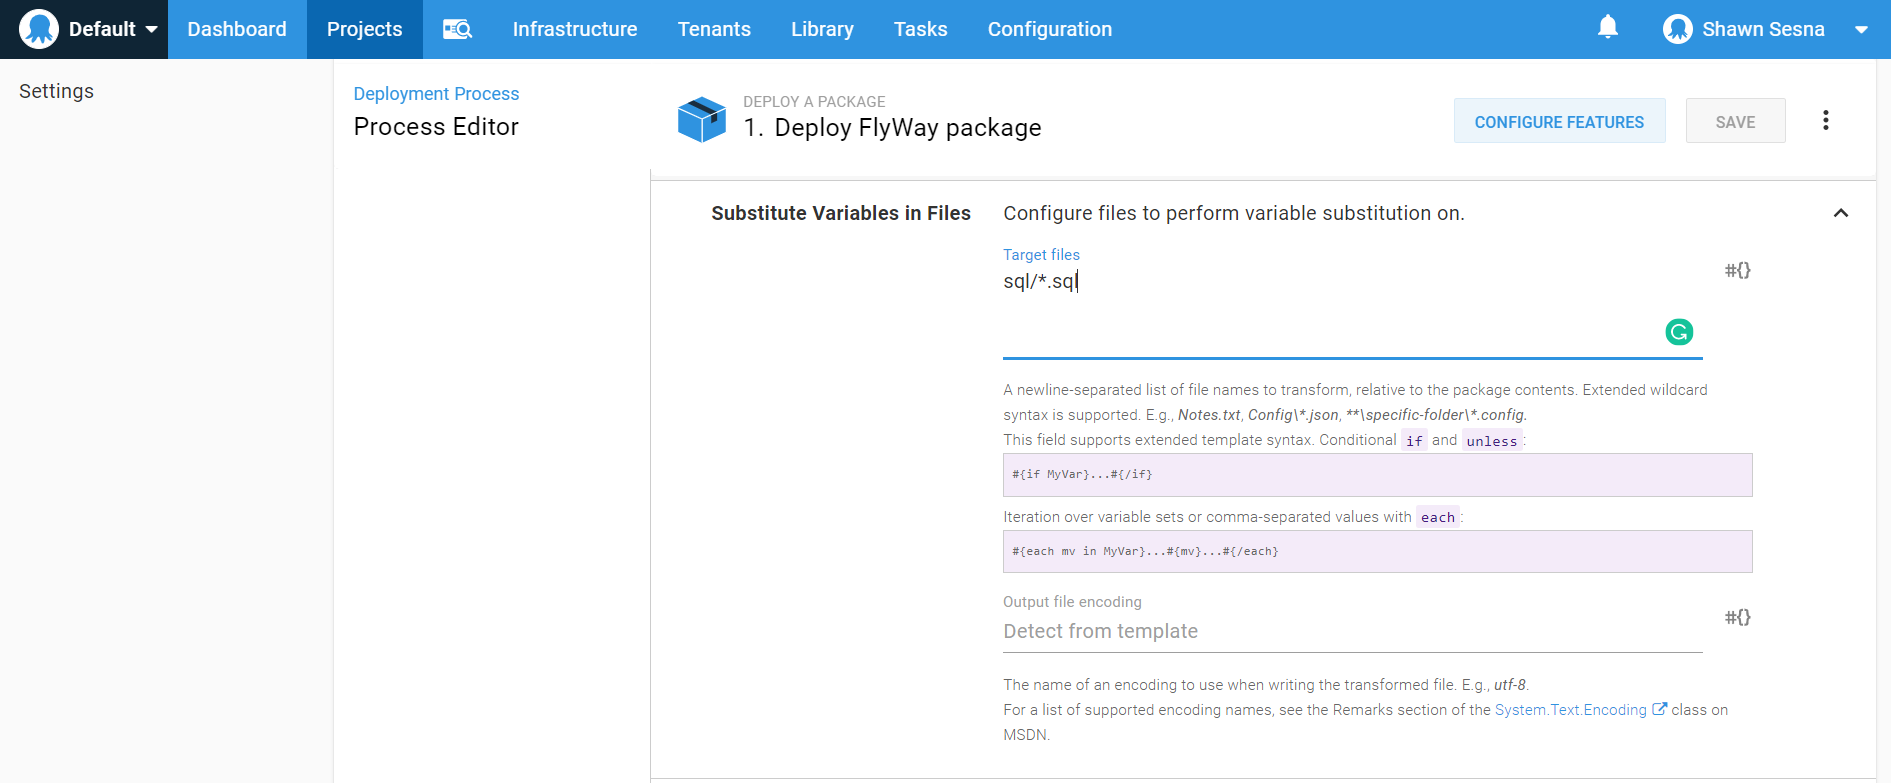 Default Dashboard Projects Infrastructure Tenants Library Tasks Configuration Shawn Sesna
Settings
Deployment Process
Process Editor
DEPLOY A PACKAGE
1. Deploy FlyWay package
CONFIGURE FEATURES SAVE
Substitute Variables in Files Configure files to perform variable substitution on.
Target files
sql/*.sql
#{}
A newline-separated list of file names to transform, relative to the package contents. Extended wildcard
syntax is supported. E.g., Notes.txt, Config\*.json, **\specific-folder\*.config.
This field supports extended template syntax. Conditional if and unless:
#{if MyVar}...#{/if}
Iteration over variable sets or comma-separated values with each:
#{each mv in MyVar}...#{mv}...#{/each}
Output file encoding
Detect from template
#{}
The name of an encoding to use when writing the transformed file. E.g., utf-8.
For a list of supported encoding names, see the Remarks section of the System.Text.Encoding class on
MSDN.